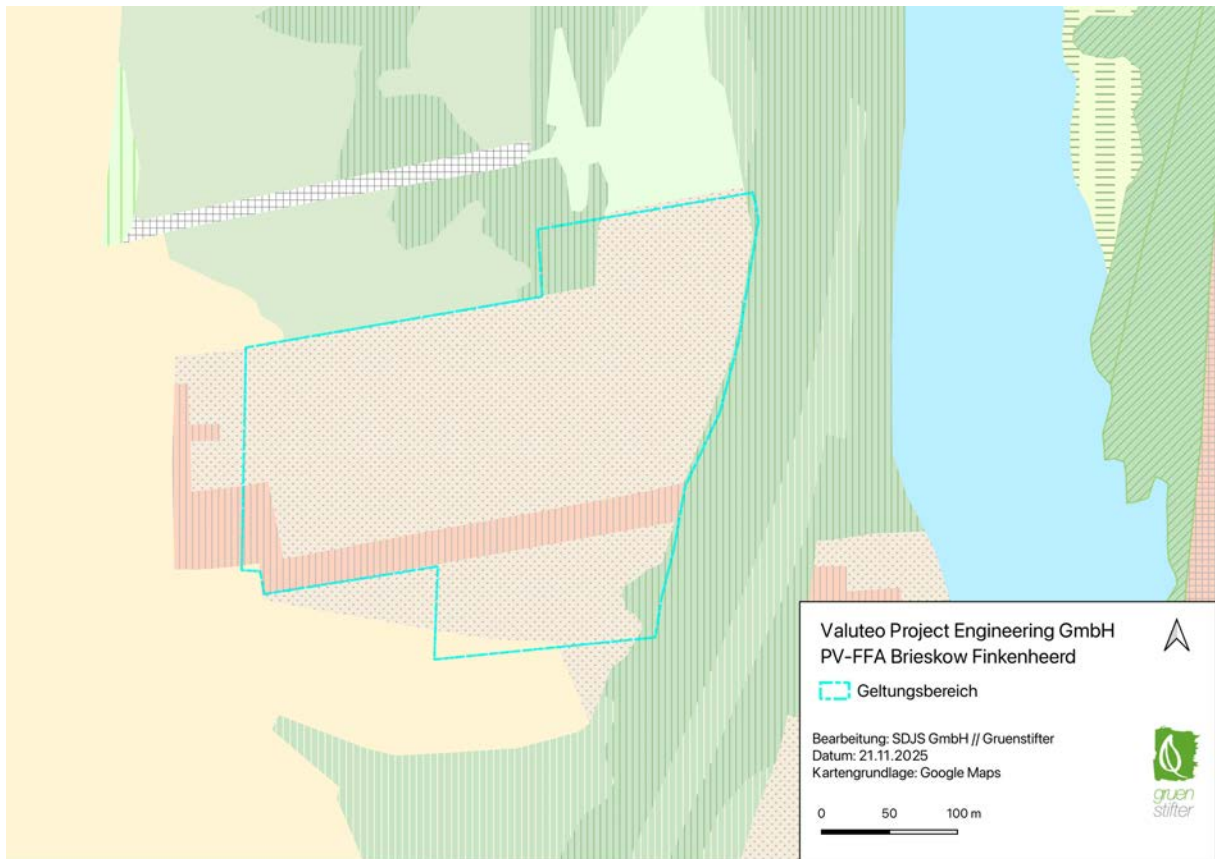 Valuteo Project Engineering GmbH
PV-FFA Brieskow Finkenheerd
Geltungsbereich
Bearbeitung: SDJS GmbH // Gruenstifter
Datum: 21.11.2025
Kartengrundlage: Google Maps
0 50 100 m
gruen
stifter